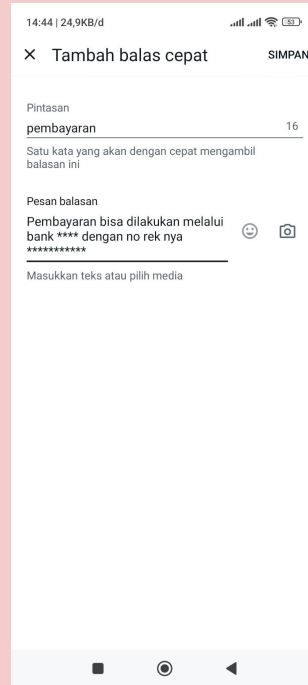 14:44 | 24,9KB/d
53
Tambah balas cepat
SIMPAN
Pintasan
pembayaran
16
Satu kata yang akan dengan cepat mengambil
balasan ini
Pesan balasan
Pembayaran bisa dilakukan melalui
bank **** dengan no rek nya
***********
Masukkan teks atau pilih media